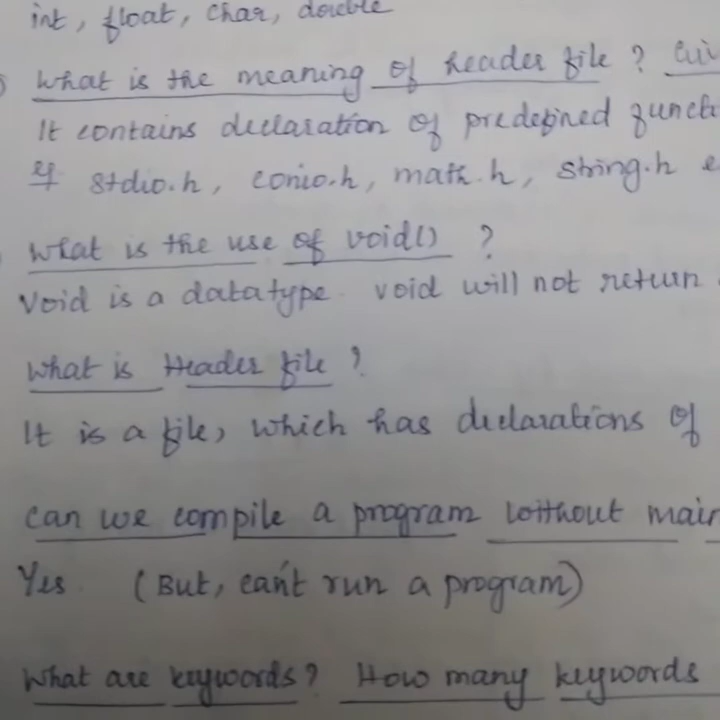 int, float, char, double
What is the meaning of header file?
It contains declaration of predefined
stdio.h, conio.h, math.h, string.h
What is the use of void()?
Void is a datatype. void will not return
What is Header file?
It is a file, which has declarations of
can we compile a program without main
Yes. (But, can't run a program)
What are keywords? How many keywords